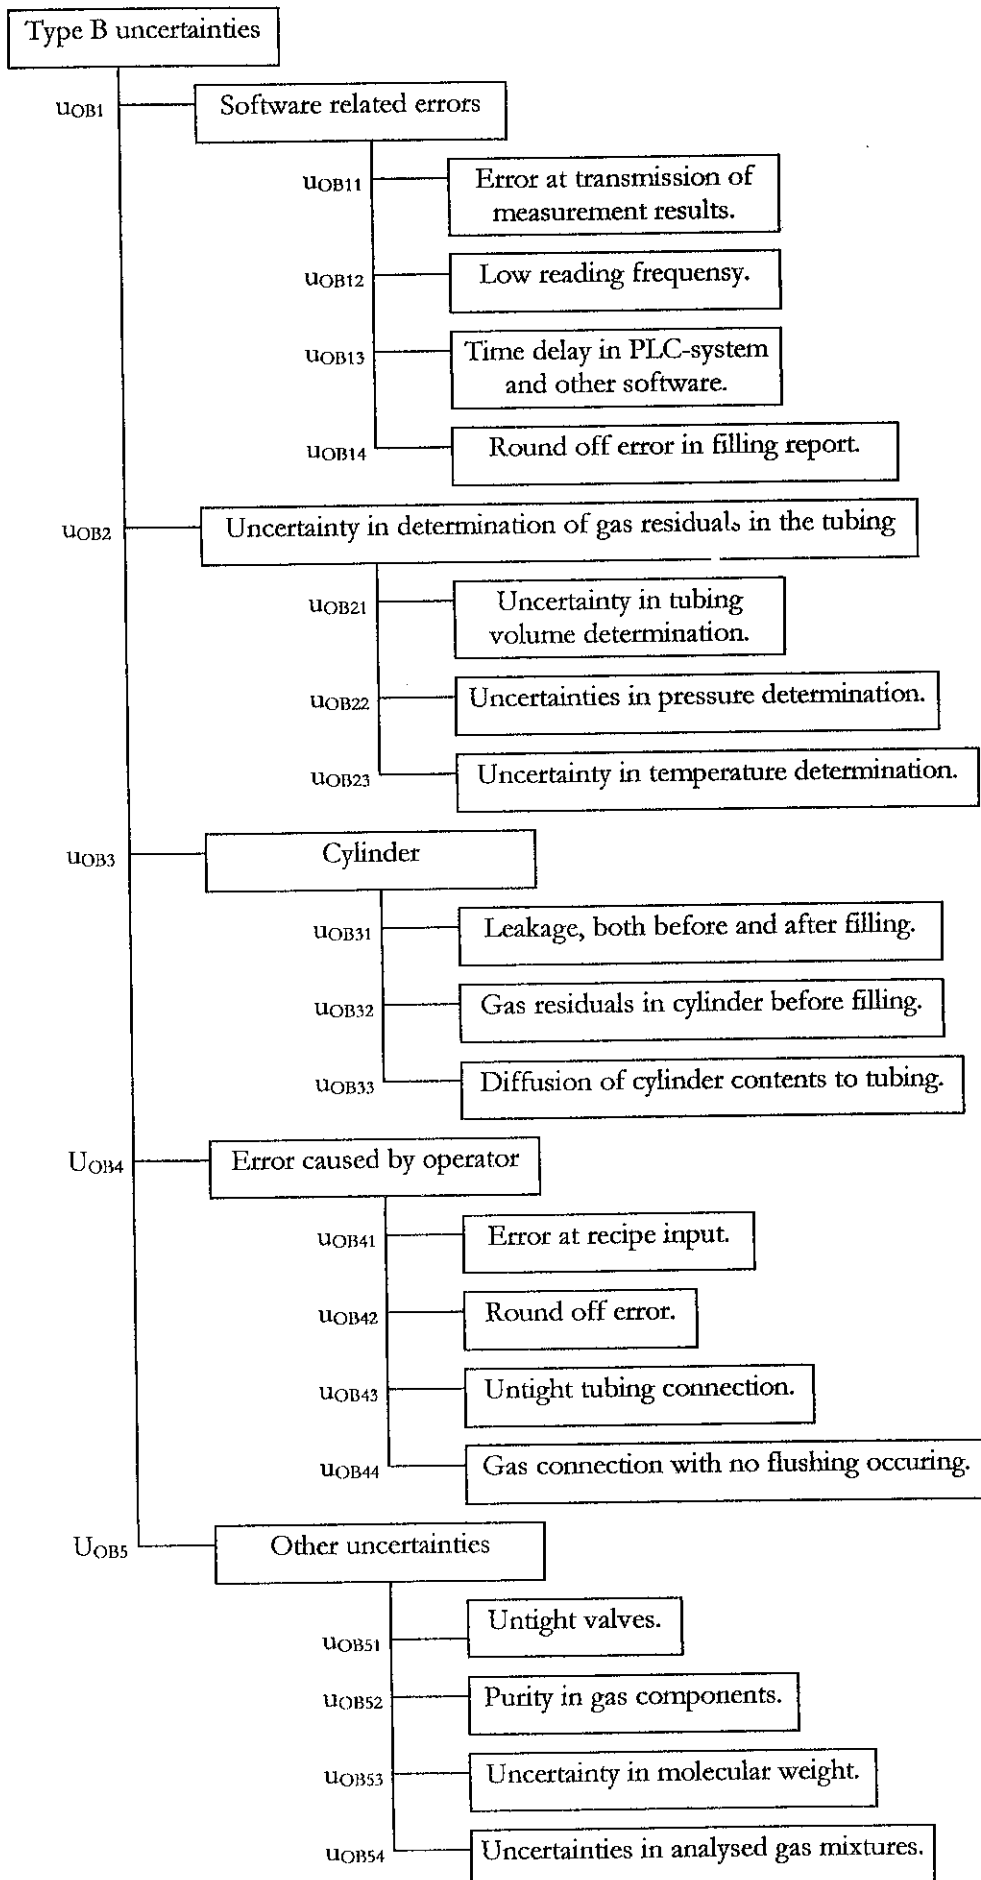 Type B uncertainties
uOB1
Software related errors
uOB11
Error at transmission of
measurement results.
uOB12
Low reading frequensy.
uOB13
Time delay in PLC-system
and other software.
uOB14
Round off error in filling report.
uOB2
Uncertainty in determination of gas residuals in the tubing
uOB21
Uncertainty in tubing
volume determination.
uOB22
Uncertainties in pressure determination.
uOB23
Uncertainty in temperature determination.
uOB3
Cylinder
uOB31
Leakage, both before and after filling.
uOB32
Gas residuals in cylinder before filling.
uOB33
Diffusion of cylinder contents to tubing.
UOB4
Error caused by operator
uOB41
Error at recipe input.
uOB42
Round off error.
uOB43
Untight tubing connection.
uOB44
Gas connection with no flushing occuring.
UOB5
Other uncertainties
uOB51
Untight valves.
uOB52
Purity in gas components.
uOB53
Uncertainty in molecular weight.
uOB54
Uncertainties in analysed gas mixtures.